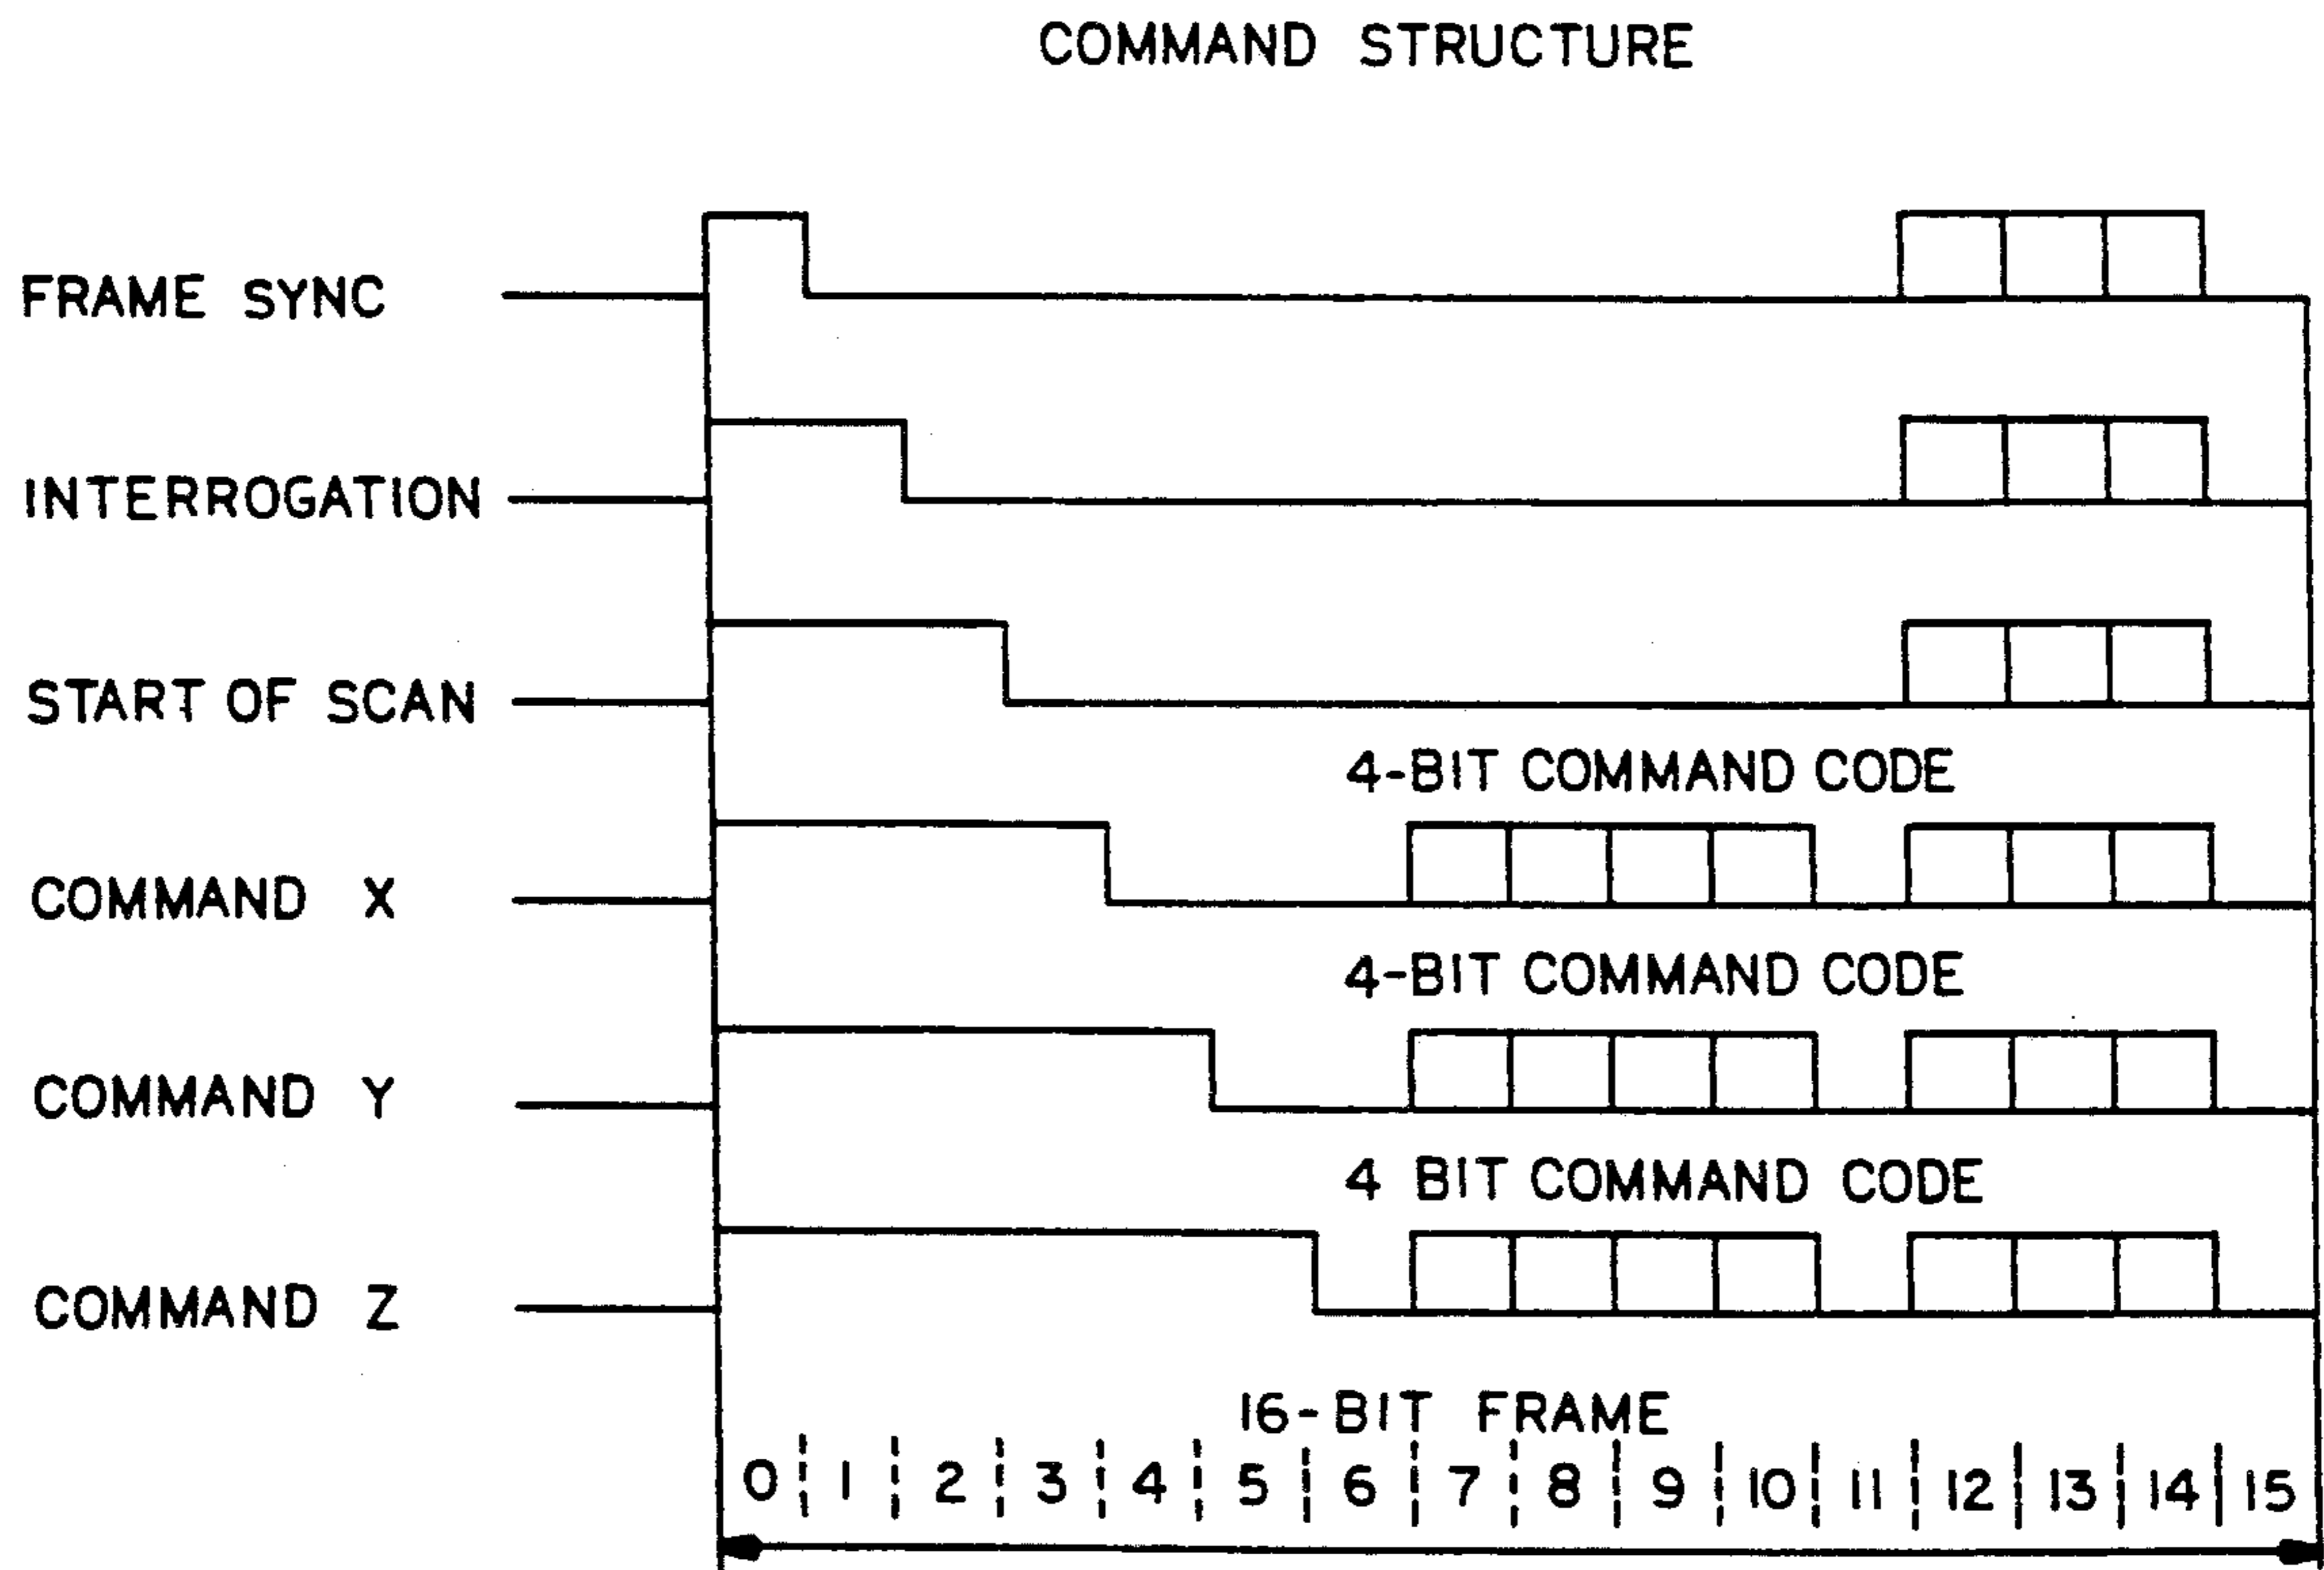 COMMAND STRUCTURE
FRAME SYNC
INTERROGATION
START OF SCAN
4-BIT COMMAND CODE
COMMAND X
4-BIT COMMAND CODE
COMMAND Y
4 BIT COMMAND CODE
COMMAND Z
16-BIT FRAME
0 1 2 3 4 5 6 7 8 9 10 11 12 13 14 15